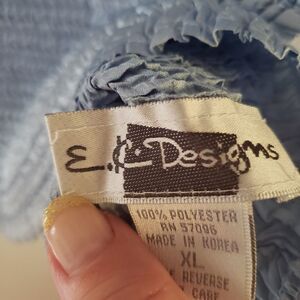 E.C. Designs
100% POLYESTER
RN 57096
MADE IN KOREA
XL
REVERSE
CARE